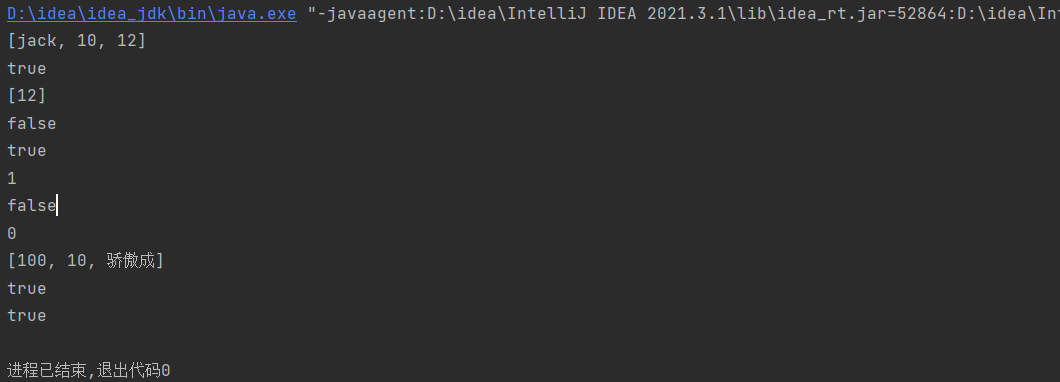 D:\idea\idea_jdk\bin\java.exe "-javaagent:D:\idea\IntelliJ IDEA 2021.3.1\lib\idea_rt.jar=52864:D:\idea\Int
[jack, 10, 12]
true
[12]
false
true
1
false
0
[100, 10, 骄傲成]
true
true
进程已结束,退出代码0